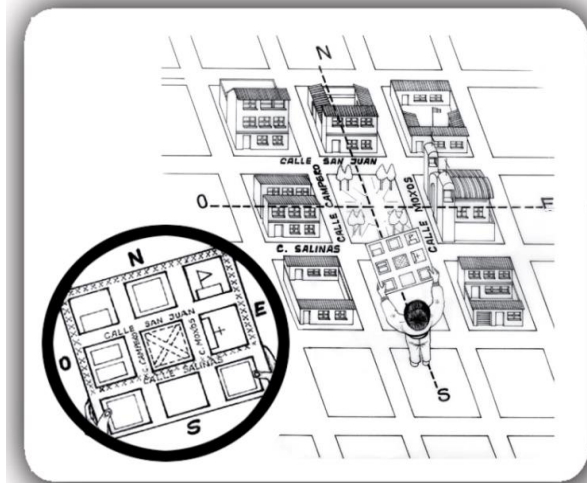 N
CALLE SAN JUAN
CALLE CAMPERO
CALLE MOXOS
O
E
C. SALINAS
S
N
E
O
S
CALLE SAN JUAN
C. CAMPERO
C. MOXOS
CALLE SALINAS